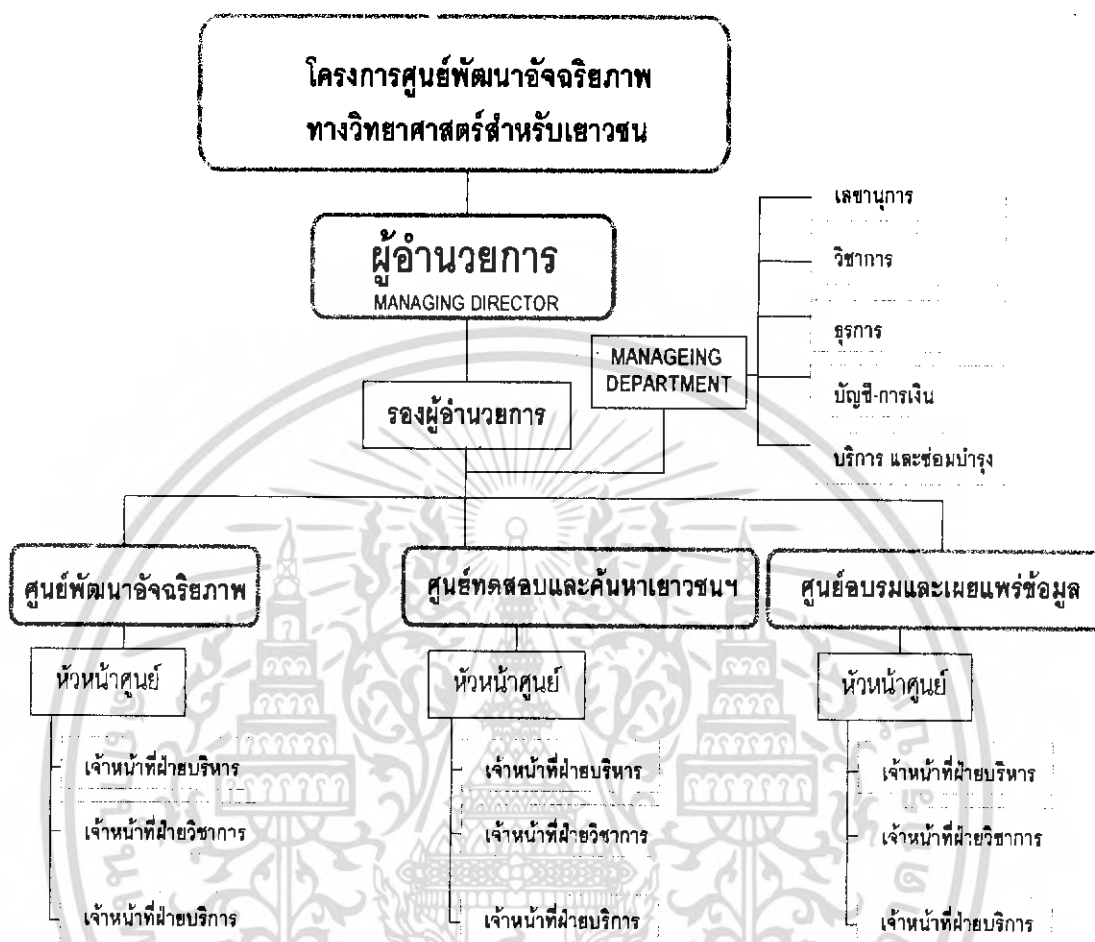 โครงการศูนย์พัฒนาอัจฉริยภาพ
ทางวิทยาศาสตร์สำหรับเยาวชน
ผู้อำนวยการ
MANAGING DIRECTOR
รองผู้อำนวยการ
MANAGEING
DEPARTMENT
เลขานุการ
วิชาการ
ธุรการ
บัญชี-การเงิน
บริการ และซ่อมบำรุง
ศูนย์พัฒนาอัจฉริยภาพ
หัวหน้าศูนย์
เจ้าหน้าที่ฝ่ายบริหาร
เจ้าหน้าที่ฝ่ายวิชาการ
เจ้าหน้าที่ฝ่ายบริการ
ศูนย์ทดสอบและค้นหาเยาวชนฯ
หัวหน้าศูนย์
เจ้าหน้าที่ฝ่ายบริหาร
เจ้าหน้าที่ฝ่ายวิชาการ
เจ้าหน้าที่ฝ่ายบริการ
ศูนย์อบรมและเผยแพร่ข้อมูล
หัวหน้าศูนย์
เจ้าหน้าที่ฝ่ายบริหาร
เจ้าหน้าที่ฝ่ายวิชาการ
เจ้าหน้าที่ฝ่ายบริการ